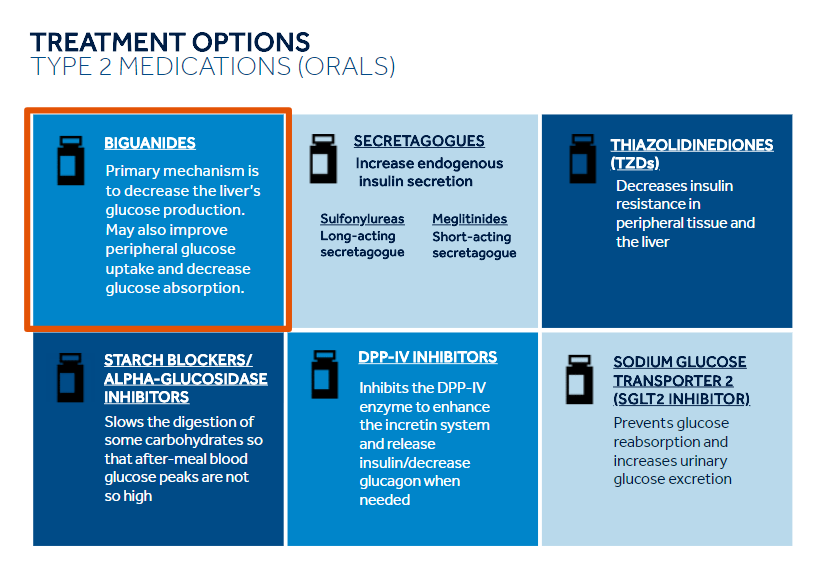 TREATMENT OPTIONS
TYPE 2 MEDICATIONS (ORALS)
BIGUANIDES
Primary mechanism is
to decrease the liver's
glucose production.
May also improve
peripheral glucose
uptake and decrease
glucose absorption.
SECRETAGOGUES
Increase endogenous
insulin secretion
Sulfonylureas
Long-acting
secretagogue
Meglitinides
Short-acting
secretagogue
THIAZOLIDINEDIONES
(TZDs)
Decreases insulin
resistance in
peripheral tissue and
the liver
STARCH BLOCKERS/
ALPHA-GLUCOSIDASE
INHIBITORS
Slows the digestion of
some carbohydrates so
that after-meal blood
glucose peaks are not
so high
DPP-IV INHIBITORS
Inhibits the DPP-IV
enzyme to enhance
the incretin system
and release
insulin/decrease
glucagon when
needed
SODIUM GLUCOSE
TRANSPORTER 2
(SGLT2 INHIBITOR)
Prevents glucose
reabsorption and
increases urinary
glucose excretion